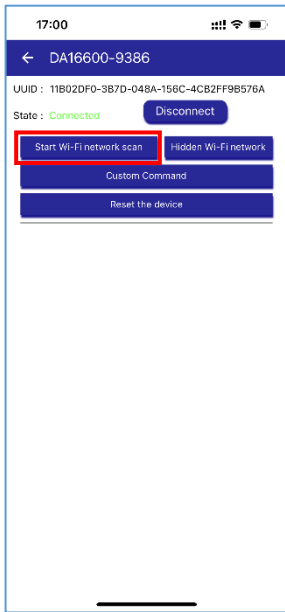 17:00
← DA16600-9386
UUID : 11B02DF0-3B7D-048A-156C-4CB2FF9B576A
State : Connected Disconnect
Start Wi-Fi network scan Hidden Wi-Fi network
Custom Command
Reset the device